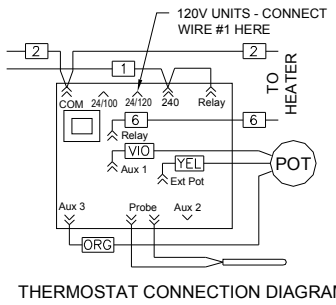 120V UNITS - CONNECT
WIRE #1 HERE
2
2
1
TO
HEATER
COM
24/100
24/120
240
Relay
6
6
Relay
VIO
Aux 1
YEL
POT
Ext Pot
Aux 3
Probe
Aux 2
ORG
THERMOSTAT CONNECTION DIAGRAM